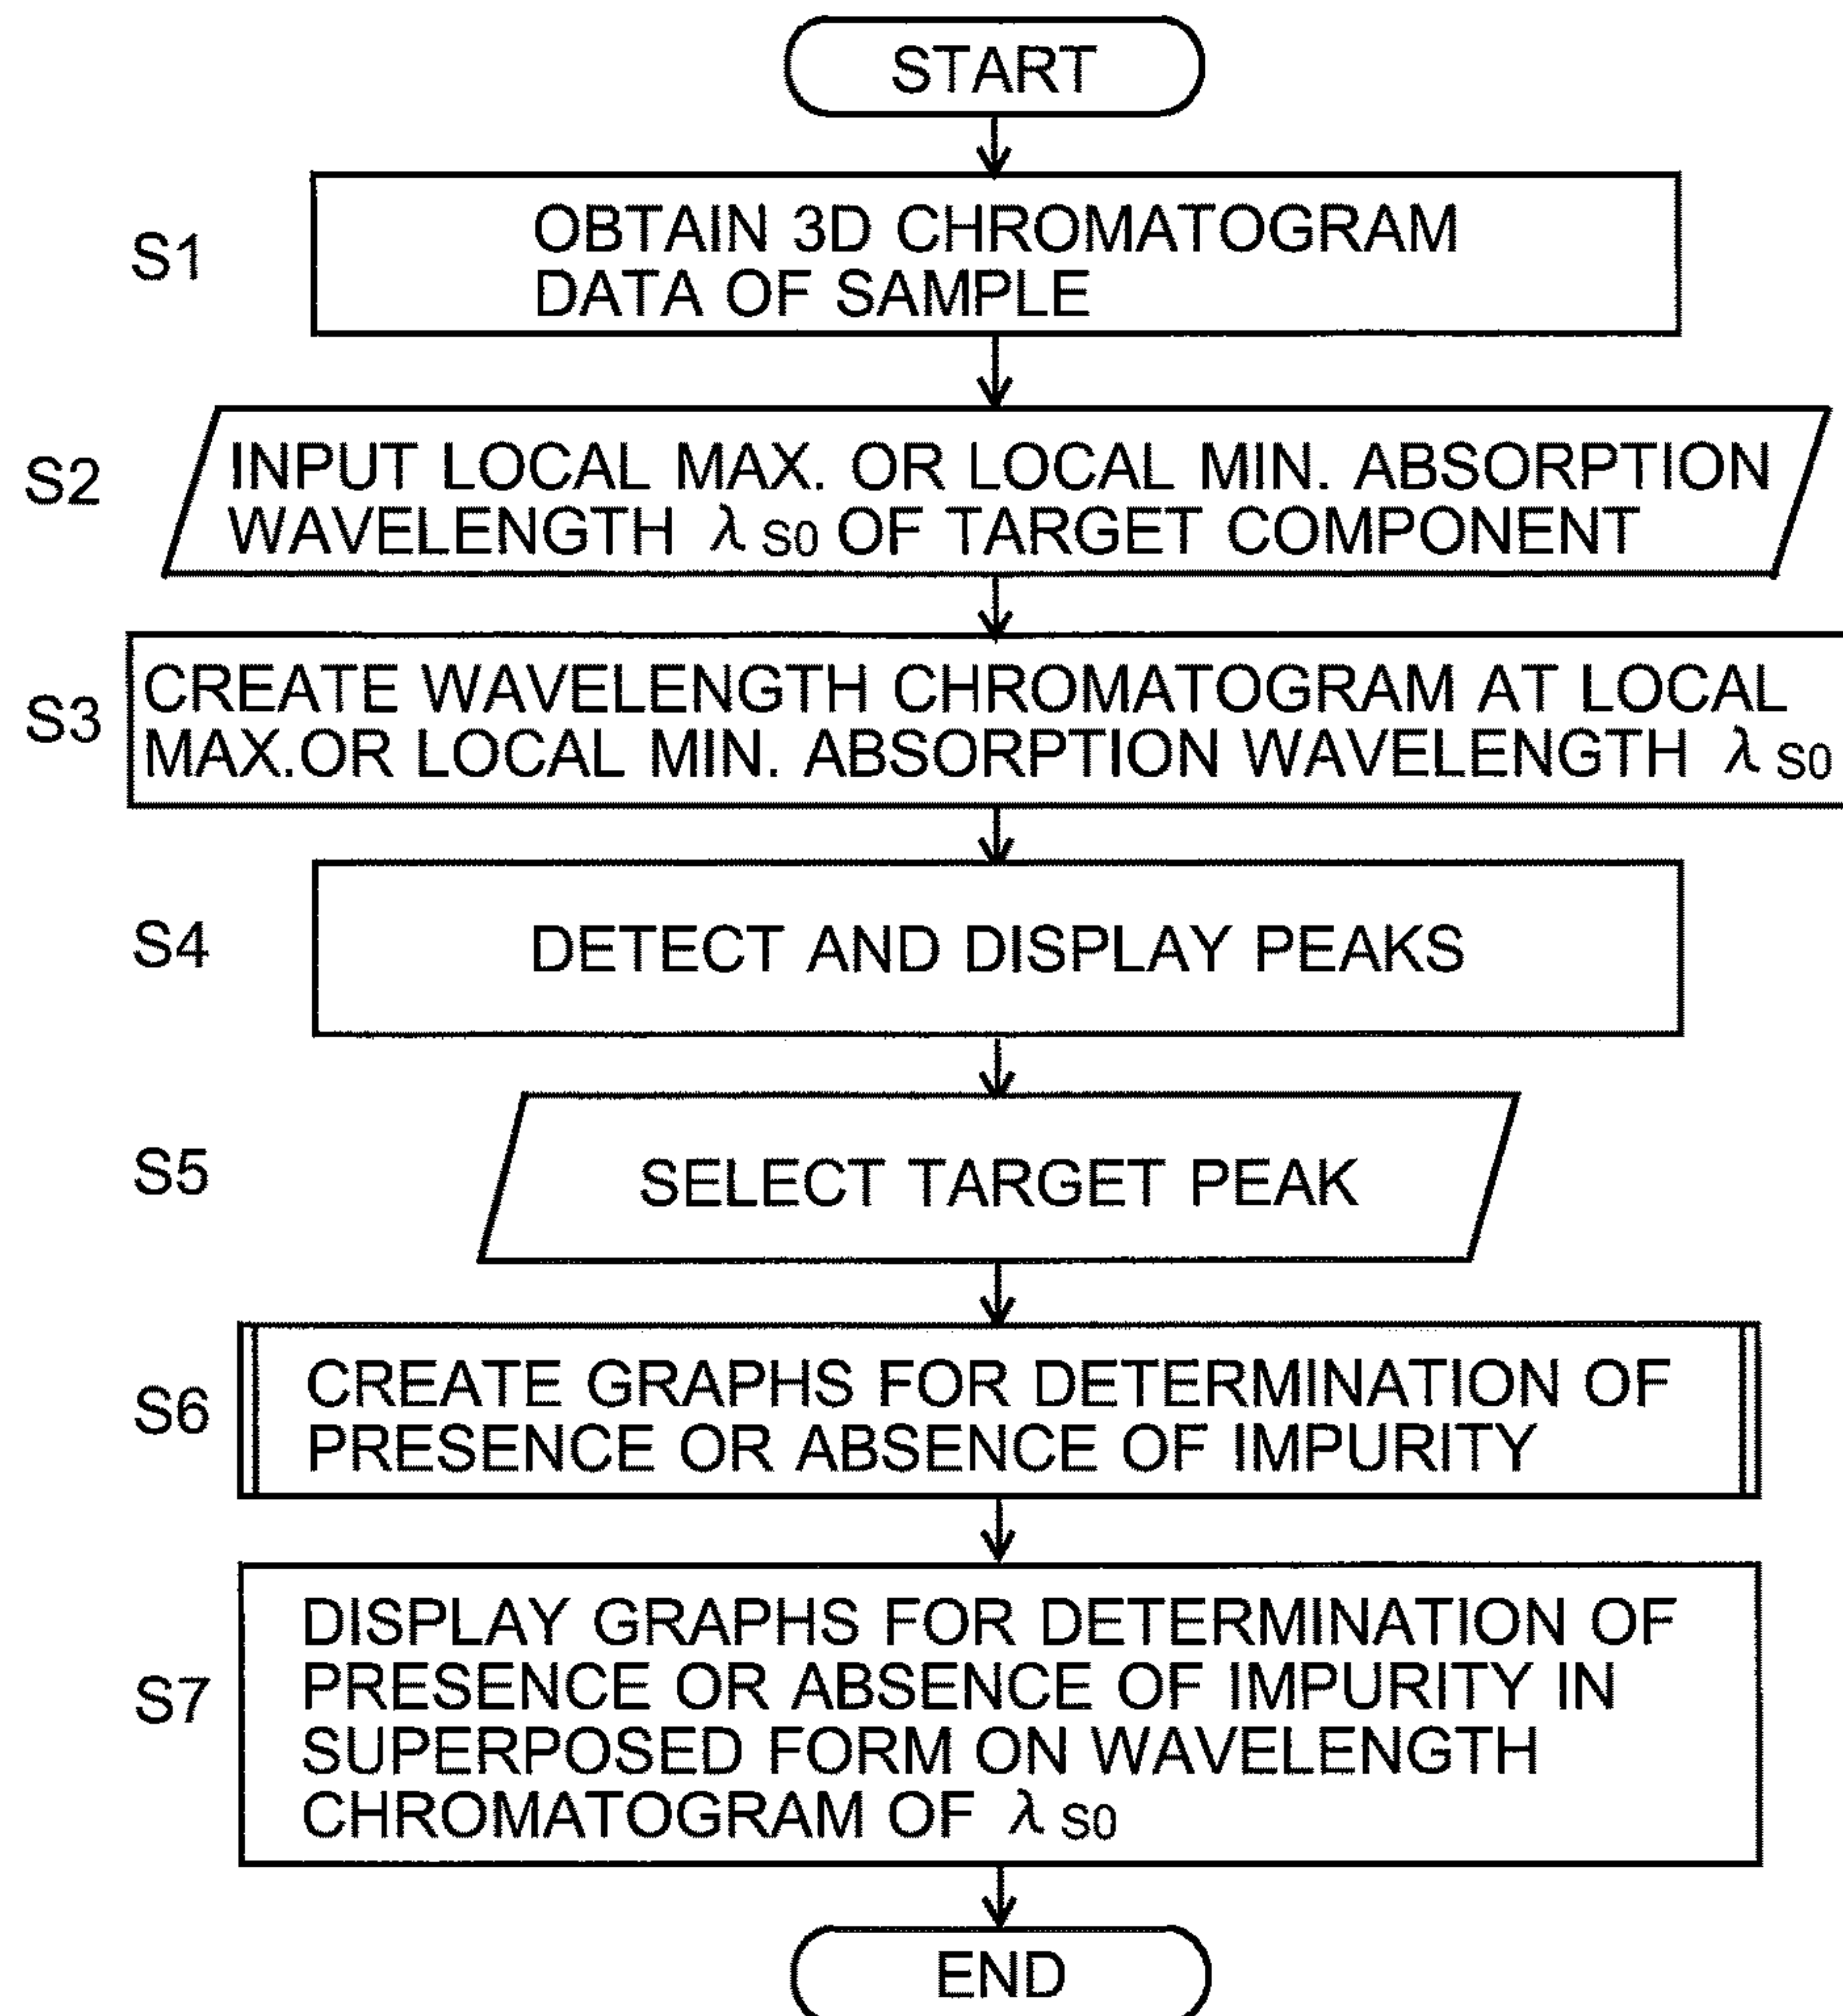 START
S1
OBTAIN 3D CHROMATOGRAM
DATA OF SAMPLE
S2
INPUT LOCAL MAX. OR LOCAL MIN. ABSORPTION
WAVELENGTH λS0 OF TARGET COMPONENT
S3
CREATE WAVELENGTH CHROMATOGRAM AT LOCAL
MAX.OR LOCAL MIN. ABSORPTION WAVELENGTH λS0
S4
DETECT AND DISPLAY PEAKS
S5
SELECT TARGET PEAK
S6
CREATE GRAPHS FOR DETERMINATION OF
PRESENCE OR ABSENCE OF IMPURITY
S7
DISPLAY GRAPHS FOR DETERMINATION OF
PRESENCE OR ABSENCE OF IMPURITY IN
SUPERPOSED FORM ON WAVELENGTH
CHROMATOGRAM OF λS0
END